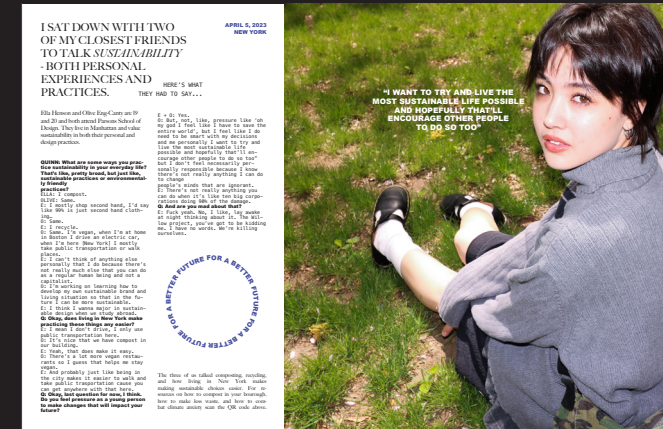 I SAT DOWN WITH TWO
OF MY CLOSEST FRIENDS
TO TALK SUSTAINABILITY
- BOTH PERSONAL
EXPERIENCES AND
PRACTICES.
HERE'S WHAT
THEY HAD TO SAY...
APRIL 5, 2023
NEW YORK
Ella Henson and Olive Eng-Canty are 19
and 20 and both attend Parsons School of
Design. They live in Manhattan and value
sustainability in both their personal and
design practices.
QUINN: What are some ways you prac-
tice sustainability in your everyday life?
That's like, pretty broad, but just like,
sustainable practices or environmental-
ly friendly
practices?
ELLA: I compost.
OLIVE: Same.
E: I mostly shop second hand, I'd say
like 99% is just second hand cloth-
ing.
O: Same.
E: I recycle.
O: Same. I'm vegan, when I'm at home
in Boston I drive an electric car,
when I'm here [New York] I mostly
take public transportation or walk
places.
E: I can't think of anything else
personally that I do because there's
not really much else that you can do
as a regular human being and not a
capitalist.
O: I'm working on learning how to
develop my own sustainable brand and
living situation so that in the fu-
ture I can be more sustainable.
E: I think I wanna major in sustain-
able design when we study abroad.
Q: Okay, does living in New York make
practicing these things any easier?
E: I mean I don't drive, I only use
public transportation here.
O: It's nice that we have compost in
our building.
E: Yeah, that does make it easy.
O: There's a lot more vegan restau-
rants so I guess that helps me stay
vegan.
E: And probably just like being in
the city makes it easier to walk and
take public trasportation cause you
can get anywhere with that here.
Q: Okay, last question for now, I think.
Do you feel pressure as a young person
to make changes that will impact your
future?
E + O: Yes.
O: But, not, like, pressure like 'oh
my god I feel like I have to save the
entire world', but I feel like I do
need to be smart with my decisions
and me personally I want to try and
live the most sustainable life
possible and hopefully that'll en-
courage other people to do so too"
but I don't feel necessarily per-
sonally responsible because I know
there's not really anything I can do
to change
people's minds that are ignorant.
E: There's not really anything you
can do when it's like ten big corpo-
rations doing 90% of the damage.
Q: And are you mad about that?
E: Fuck yeah. No, I like, lay awake
at night thinking about it. The Wil-
low project, you've got to be kidding
me. I have no words. We're killing
ourselves.
FUTURE FOR A BETTER FUTURE FOR A BETTER FUTURE FOR A BETTER FUTURE FOR A BETTER
The three of us talked composting, recycling,
and how living in New York makes
making sustainable choices easier. For re-
sources on how to compost in your bourough,
how to make less waste, and how to com-
bat climate anxiety scan the QR code above.
"I WANT TO TRY AND LIVE THE
MOST SUSTAINABLE LIFE POSSIBLE
AND HOPEFULLY THAT'LL
ENCOURAGE OTHER PEOPLE
TO DO SO TOO"